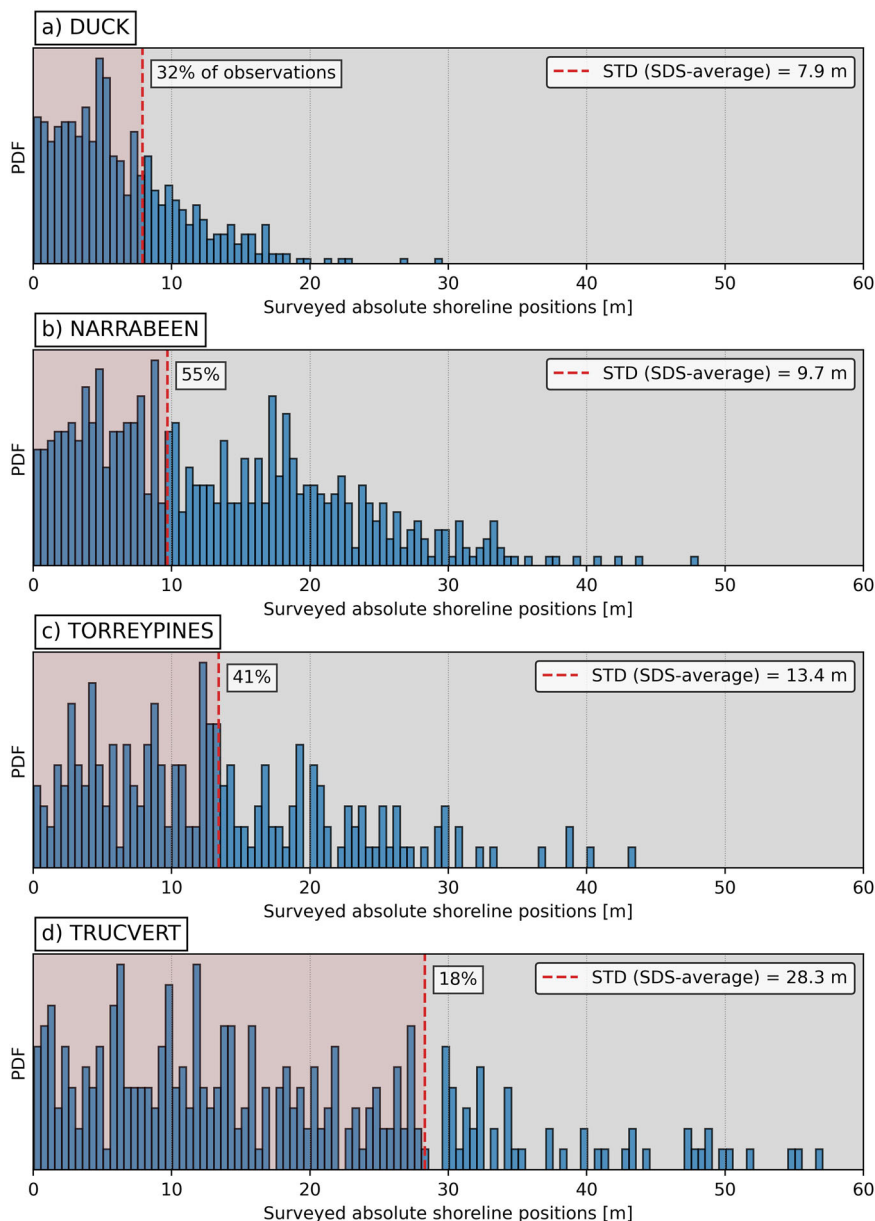 a) DUCK
32% of observations
STD (SDS-average) = 7.9 m
PDF
0 10 20 30 40 50 60
Surveyed absolute shoreline positions [m]
b) NARRABEEN
55%
STD (SDS-average) = 9.7 m
PDF
0 10 20 30 40 50 60
Surveyed absolute shoreline positions [m]
c) TORREYPINES
41%
STD (SDS-average) = 13.4 m
PDF
0 10 20 30 40 50 60
Surveyed absolute shoreline positions [m]
d) TRUCVERT
18%
STD (SDS-average) = 28.3 m
PDF
0 10 20 30 40 50 60
Surveyed absolute shoreline positions [m]